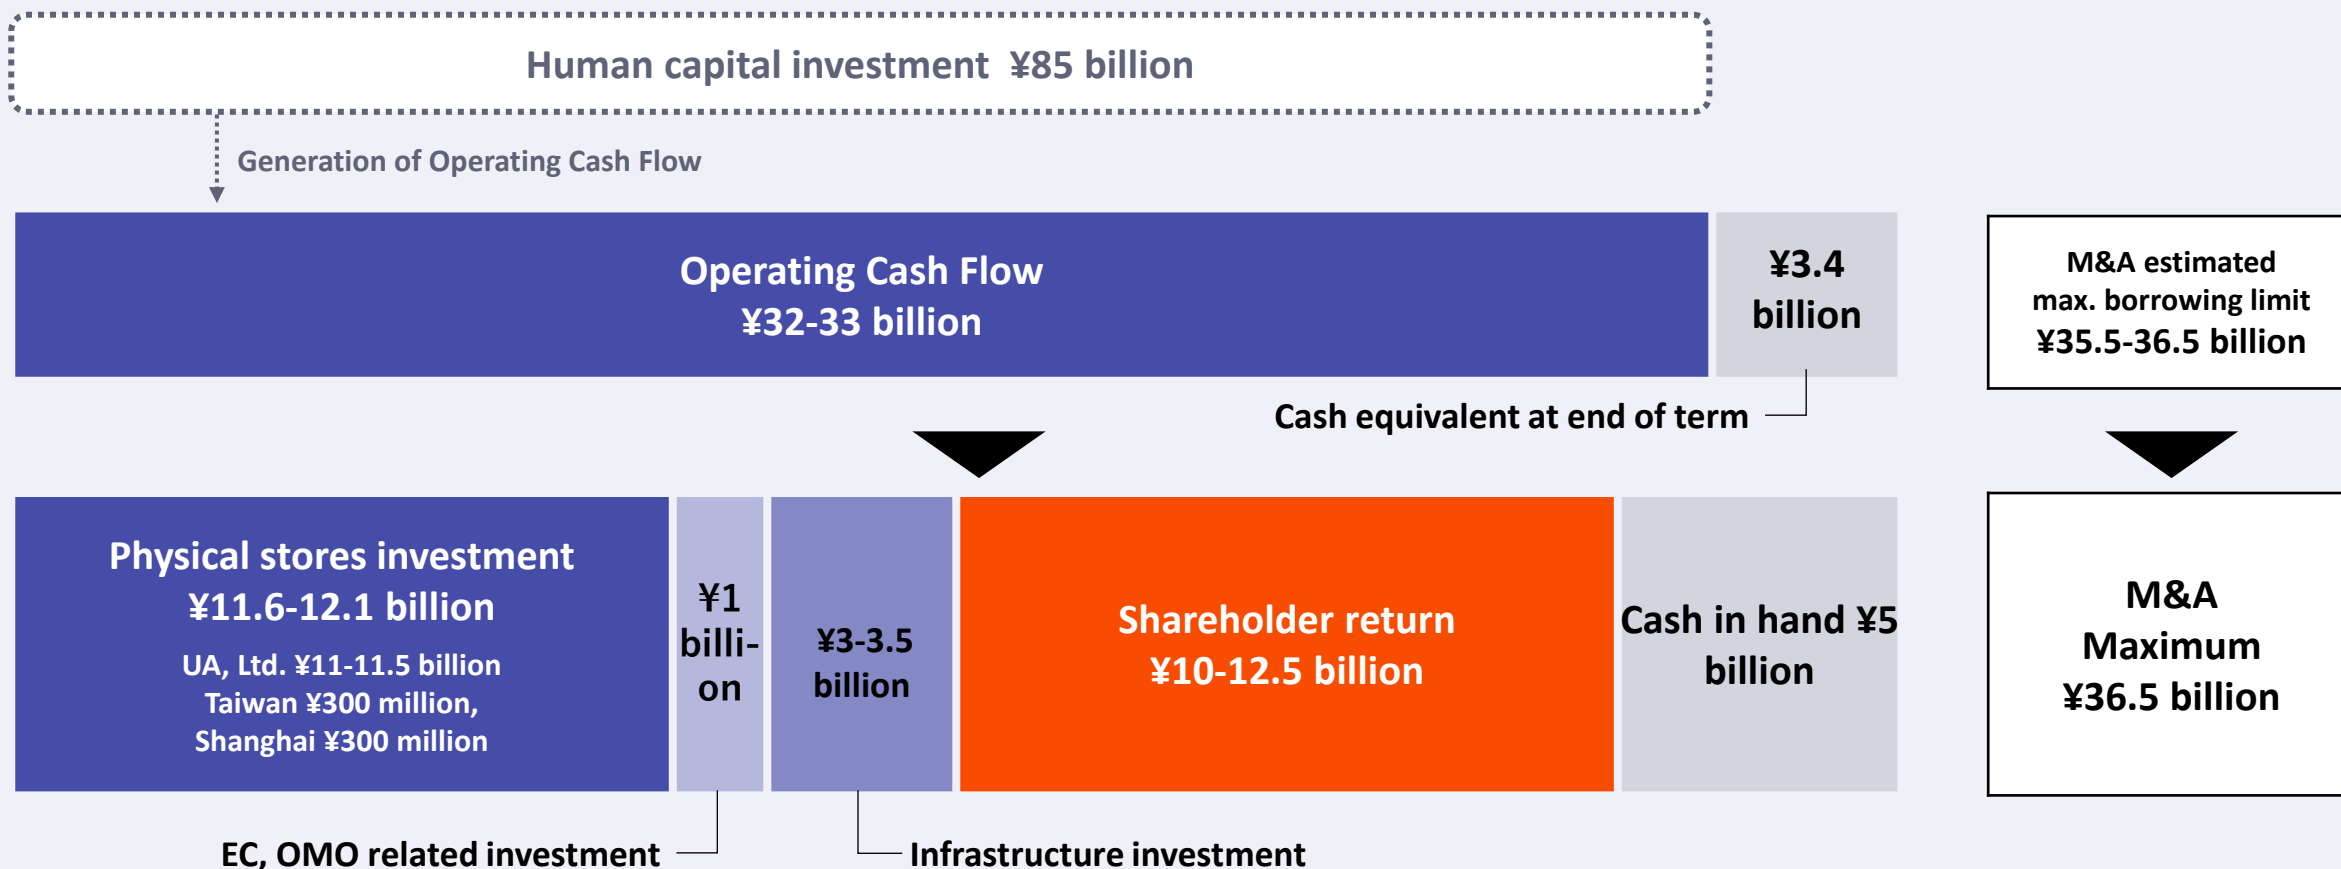 Human capital investment ¥85 billion
Generation of Operating Cash Flow
Operating Cash Flow
¥32-33 billion
¥3.4
billion
Cash equivalent at end of term
M&A estimated
max. borrowing limit
¥35.5-36.5 billion
Physical stores investment
¥11.6-12.1 billion
UA, Ltd. ¥11-11.5 billion
Taiwan ¥300 million,
Shanghai ¥300 million
¥1
billi-
on
¥3-3.5
billion
Shareholder return
¥10-12.5 billion
Cash in hand ¥5
billion
M&A
Maximum
¥36.5 billion
EC, OMO related investment
Infrastructure investment